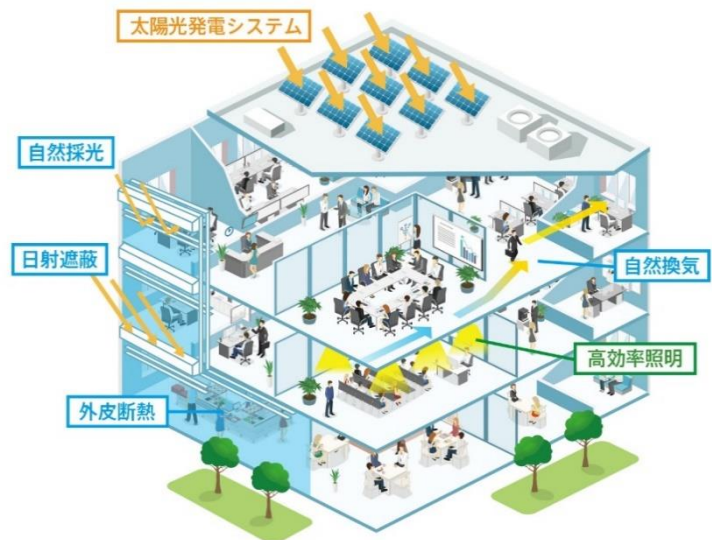 太陽光発電システム
自然採光
日射遮蔽
自然換気
高効率照明
外皮断熱